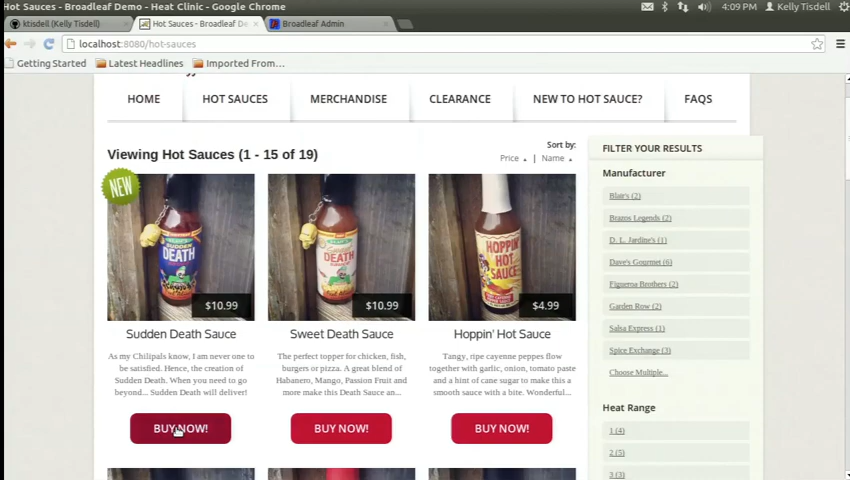 Hot Sauces - Broadleaf Demo - Heat Clinic - Google Chrome
4:09 PM Kelly Tisdell
ktisdell (Kelly Tisdell)
Hot Sauces - Broadleaf De
Broadleaf Admin
localhost:8080/hot-sauces
Getting Started
Latest Headlines
Imported From...
HOME
HOT SAUCES
MERCHANDISE
CLEARANCE
NEW TO HOT SAUCE?
FAQS
Viewing Hot Sauces (1 - 15 of 19)
Sort by:
Price | Name
NEW
SUDDEN
DEATH
$10.99
DEATH
$10.99
HOPPIN'
HOT
SAUCE
$4.99
Sudden Death Sauce
As my Chilipals know, I am never one to
be satisfied. Hence, the creation of
Sudden Death. When you need to go
beyond... Sudden Death will deliver!
BUY NOW!
Sweet Death Sauce
The perfect topper for chicken, fish,
burgers or pizza. A great blend of
Habanero, Mango, Passion Fruit and
more make this Death Sauce an...
BUY NOW!
Hoppin' Hot Sauce
Tangy, ripe cayenne peppes flow
together with garlic, onion, tomato paste
and a hint of cane sugar to make this a
smooth sauce with a bite. Wonderful...
BUY NOW!
FILTER YOUR RESULTS
Manufacturer
Blair's (2)
Brazos Legends (2)
D. L. Jardine's (1)
Dave's Gourmet (6)
Figueroa Brothers (2)
Garden Row (2)
Salsa Express (1)
Spice Exchange (3)
Choose Multiple...
Heat Range
1 (4)
2 (5)
3 (3)